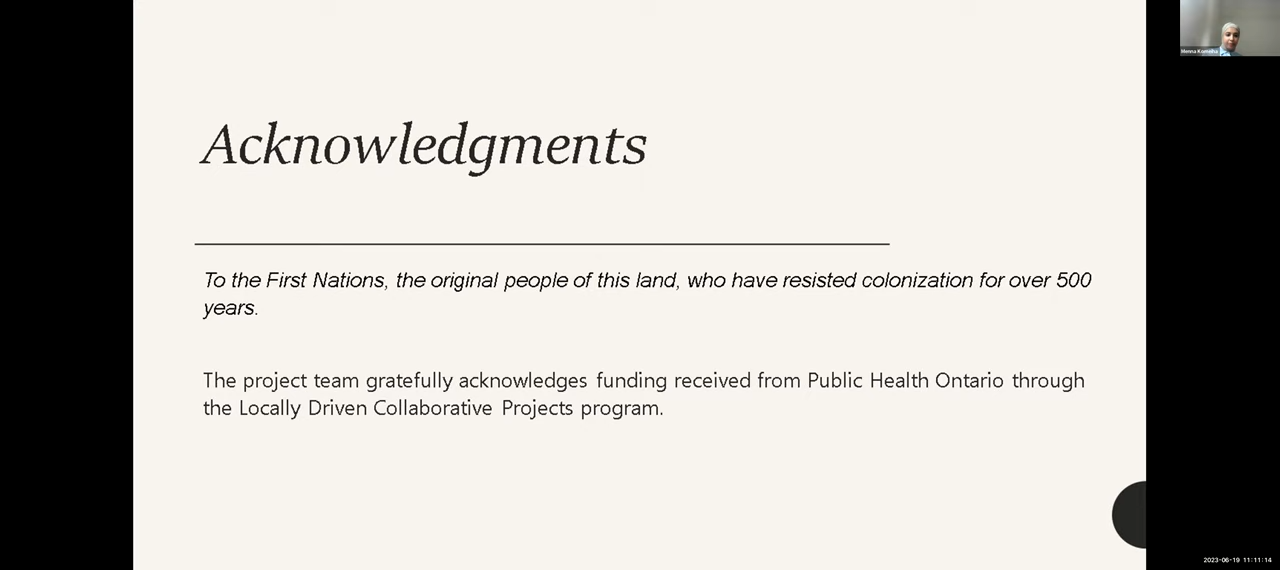 Acknowledgments
To the First Nations, the original people of this land, who have resisted colonization for over 500
years.
The project team gratefully acknowledges funding received from Public Health Ontario through
the Locally Driven Collaborative Projects program.
2023-06-19 11:11:14